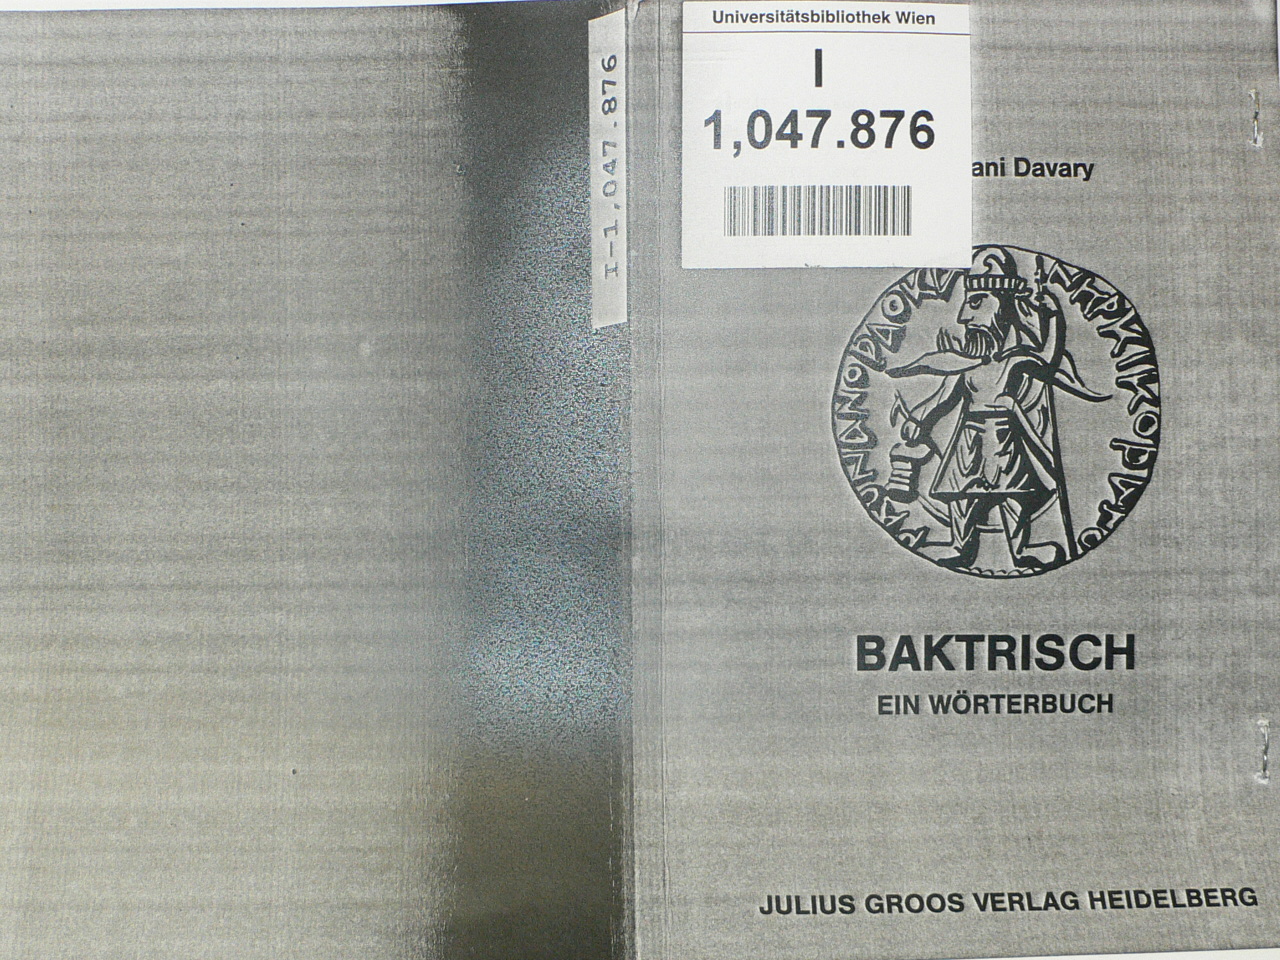 Universitätsbibliothek Wien
I
1,047.876
I-1,047.876
ani Davary
BAKTRISCH
EIN WÖRTERBUCH
JULIUS GROOS VERLAG HEIDELBERG